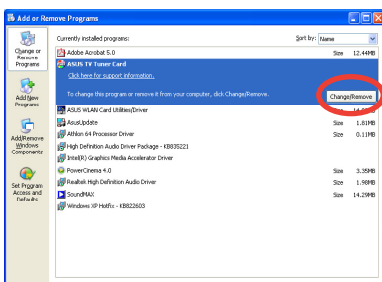 Add or Remove Programs
Change or
Remove
Programs
Add New
Programs
Add/Remove
Windows
Components
Set Program
Access and
Defaults
Currently installed programs:
Sort by: Name
Adobe Acrobat 5.0 Size 12.44MB
ASUS TV Tuner Card
Click here for support information.
To change this program or remove it from your computer, click Change/Remove.
Change/Remove
ASUS WLAN Card Utilities/Driver Size
AsusUpdate Size 1.81MB
Athlon 64 Processor Driver Size 0.11MB
High Definition Audio Driver Package - KB835221
Intel(R) Graphics Media Accelerator Driver
PowerCinema 4.0 Size 3.35MB
Realtek High Definition Audio Driver Size 1.98MB
SoundMAX Size 14.29MB
Windows XP Hotfix - KB822603